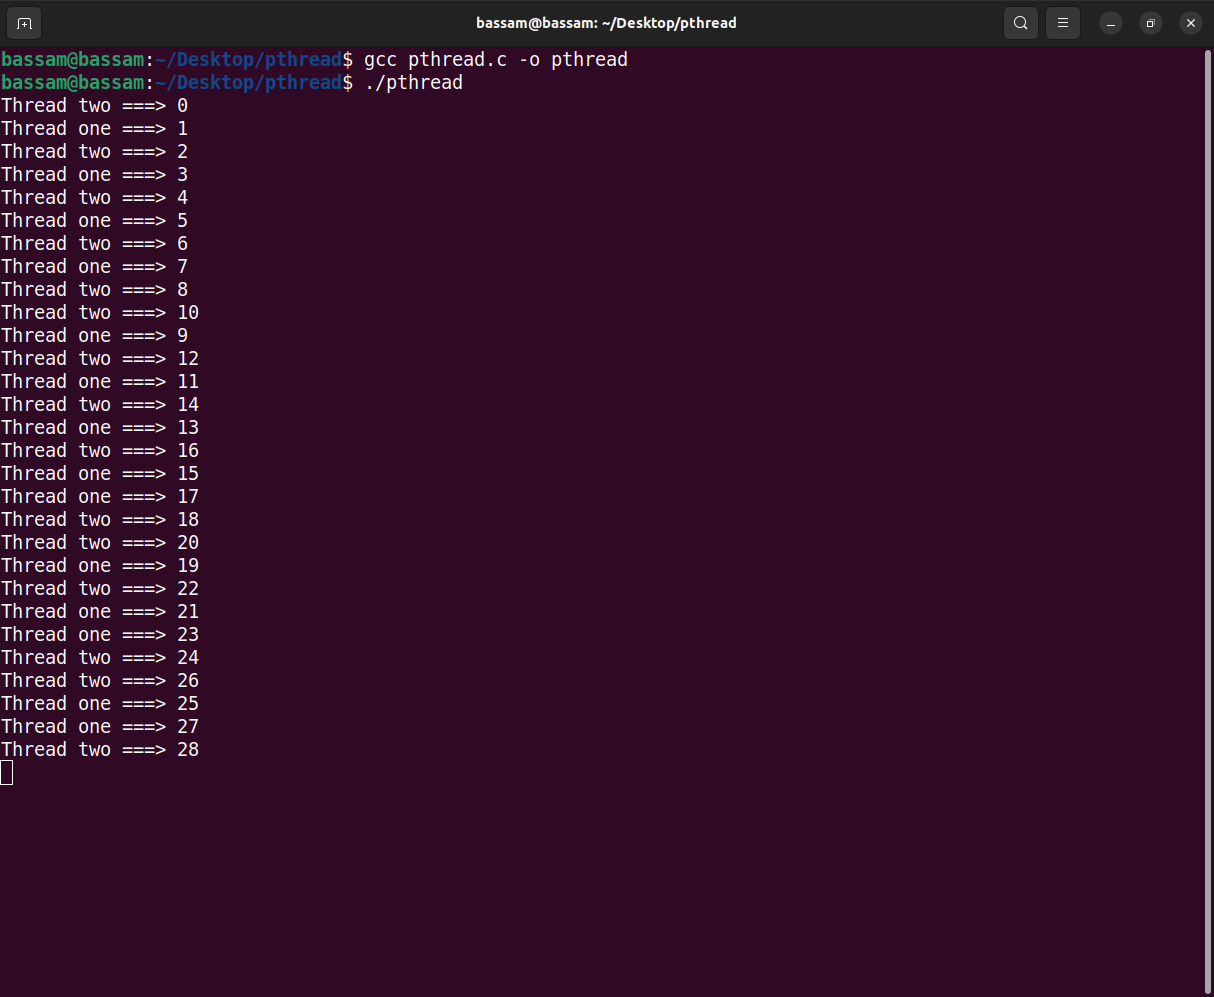 bassam@bassam: ~/Desktop/pthread
bassam@bassam:~/Desktop/pthread$ gcc pthread.c -o pthread
bassam@bassam:~/Desktop/pthread$ ./pthread
Thread two ===> 0
Thread one ===> 1
Thread two ===> 2
Thread one ===> 3
Thread two ===> 4
Thread one ===> 5
Thread two ===> 6
Thread one ===> 7
Thread two ===> 8
Thread two ===> 10
Thread one ===> 9
Thread two ===> 12
Thread one ===> 11
Thread two ===> 14
Thread one ===> 13
Thread two ===> 16
Thread one ===> 15
Thread one ===> 17
Thread two ===> 18
Thread two ===> 20
Thread one ===> 19
Thread two ===> 22
Thread one ===> 21
Thread one ===> 23
Thread two ===> 24
Thread two ===> 26
Thread one ===> 25
Thread one ===> 27
Thread two ===> 28